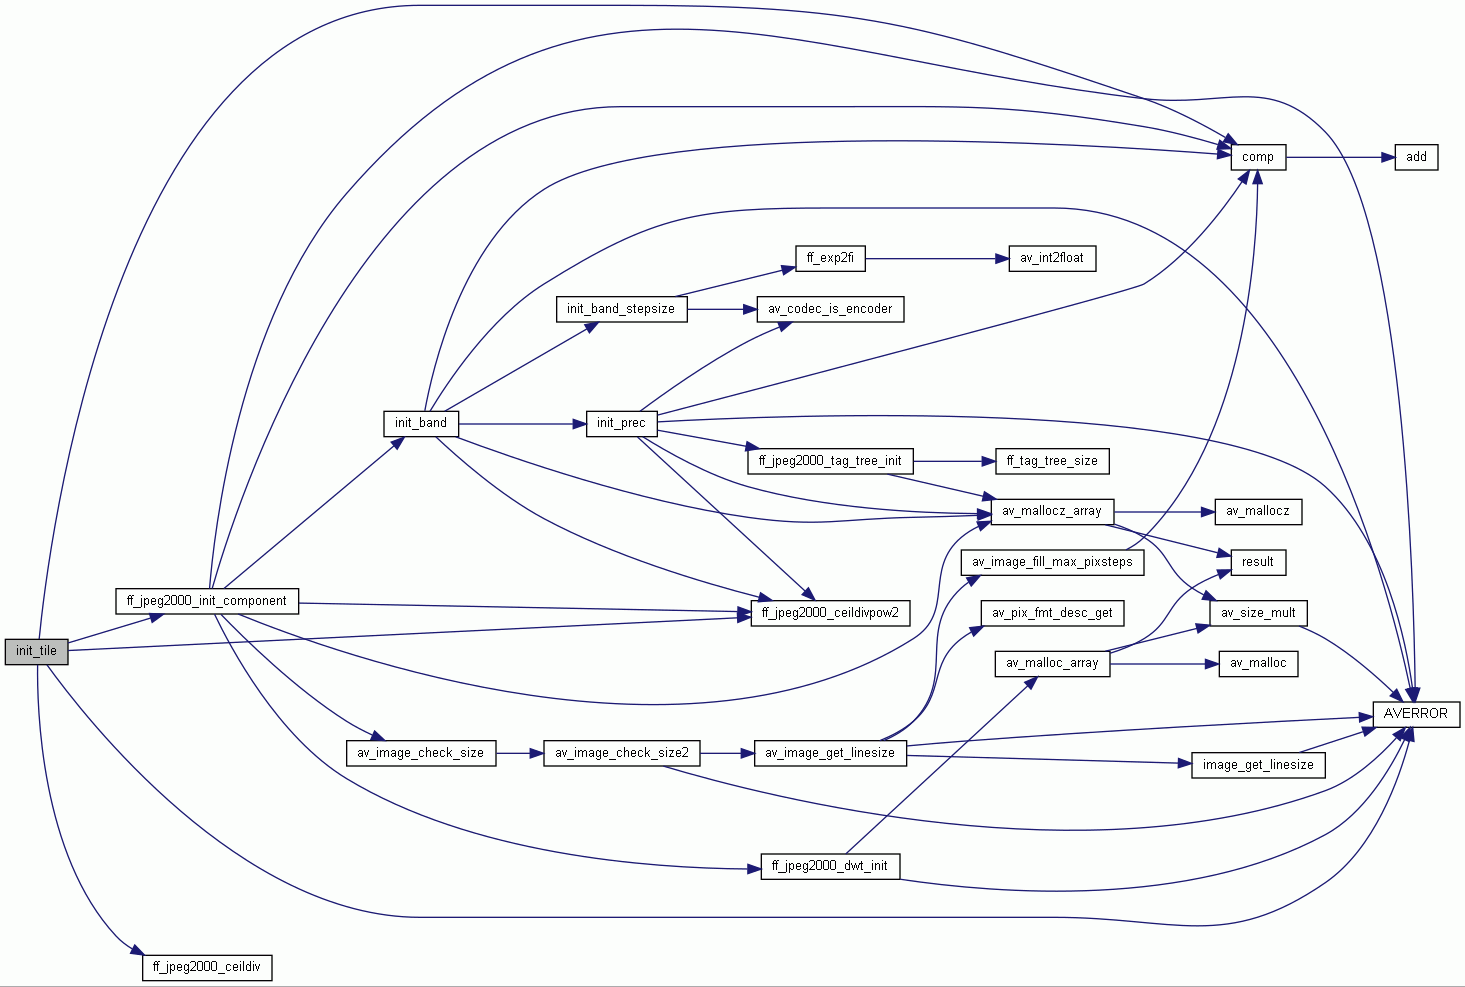 comp
add
ff_exp2fi
av_int2float
init_band_stepsize
av_codec_is_encoder
init_band
init_prec
ff_jpeg2000_tag_tree_init
ff_tag_tree_size
av_mallocz_array
av_mallocz
av_image_fill_max_pixsteps
result
ff_jpeg2000_init_component
ff_jpeg2000_ceildivpow2
av_pix_fmt_desc_get
av_size_mult
init_tile
av_malloc_array
av_malloc
AVERROR
av_image_check_size
av_image_check_size2
av_image_get_linesize
image_get_linesize
ff_jpeg2000_dwt_init
ff_jpeg2000_ceildiv